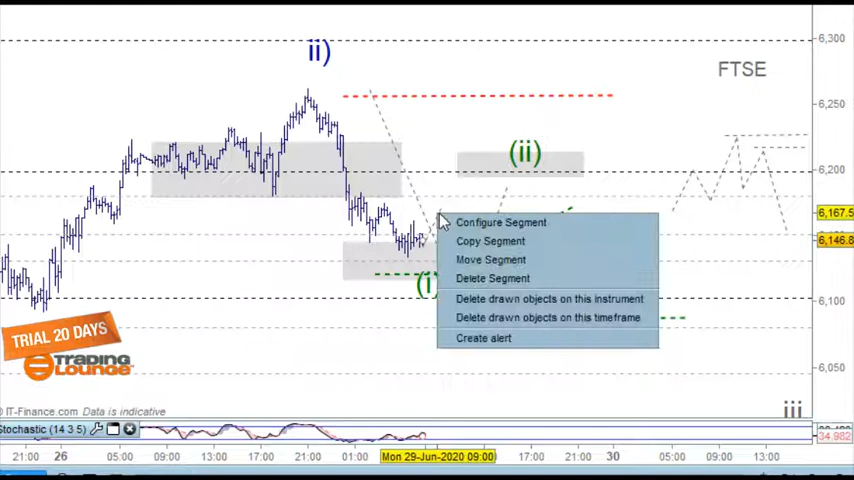 6,300
ii)
FTSE
6,250
(ii)
6,200
6,167.5
6,146.8
(i
6,100
6,050
Configure Segment
Copy Segment
Move Segment
Delete Segment
Delete drawn objects on this instrument
Delete drawn objects on this timeframe
Create alert
TRIAL 20 DAYS
TRADING
LOUNGE
iii
© IT-Finance.com Data is indicative
Stochastic (14 3 5)
34.982
21:00 26 05:00 09:00 13:00 17:00 21:00 01:00 Mon 29-Jun-2020 09:00 17:00 21:00 30 05:00 09:00 13:00